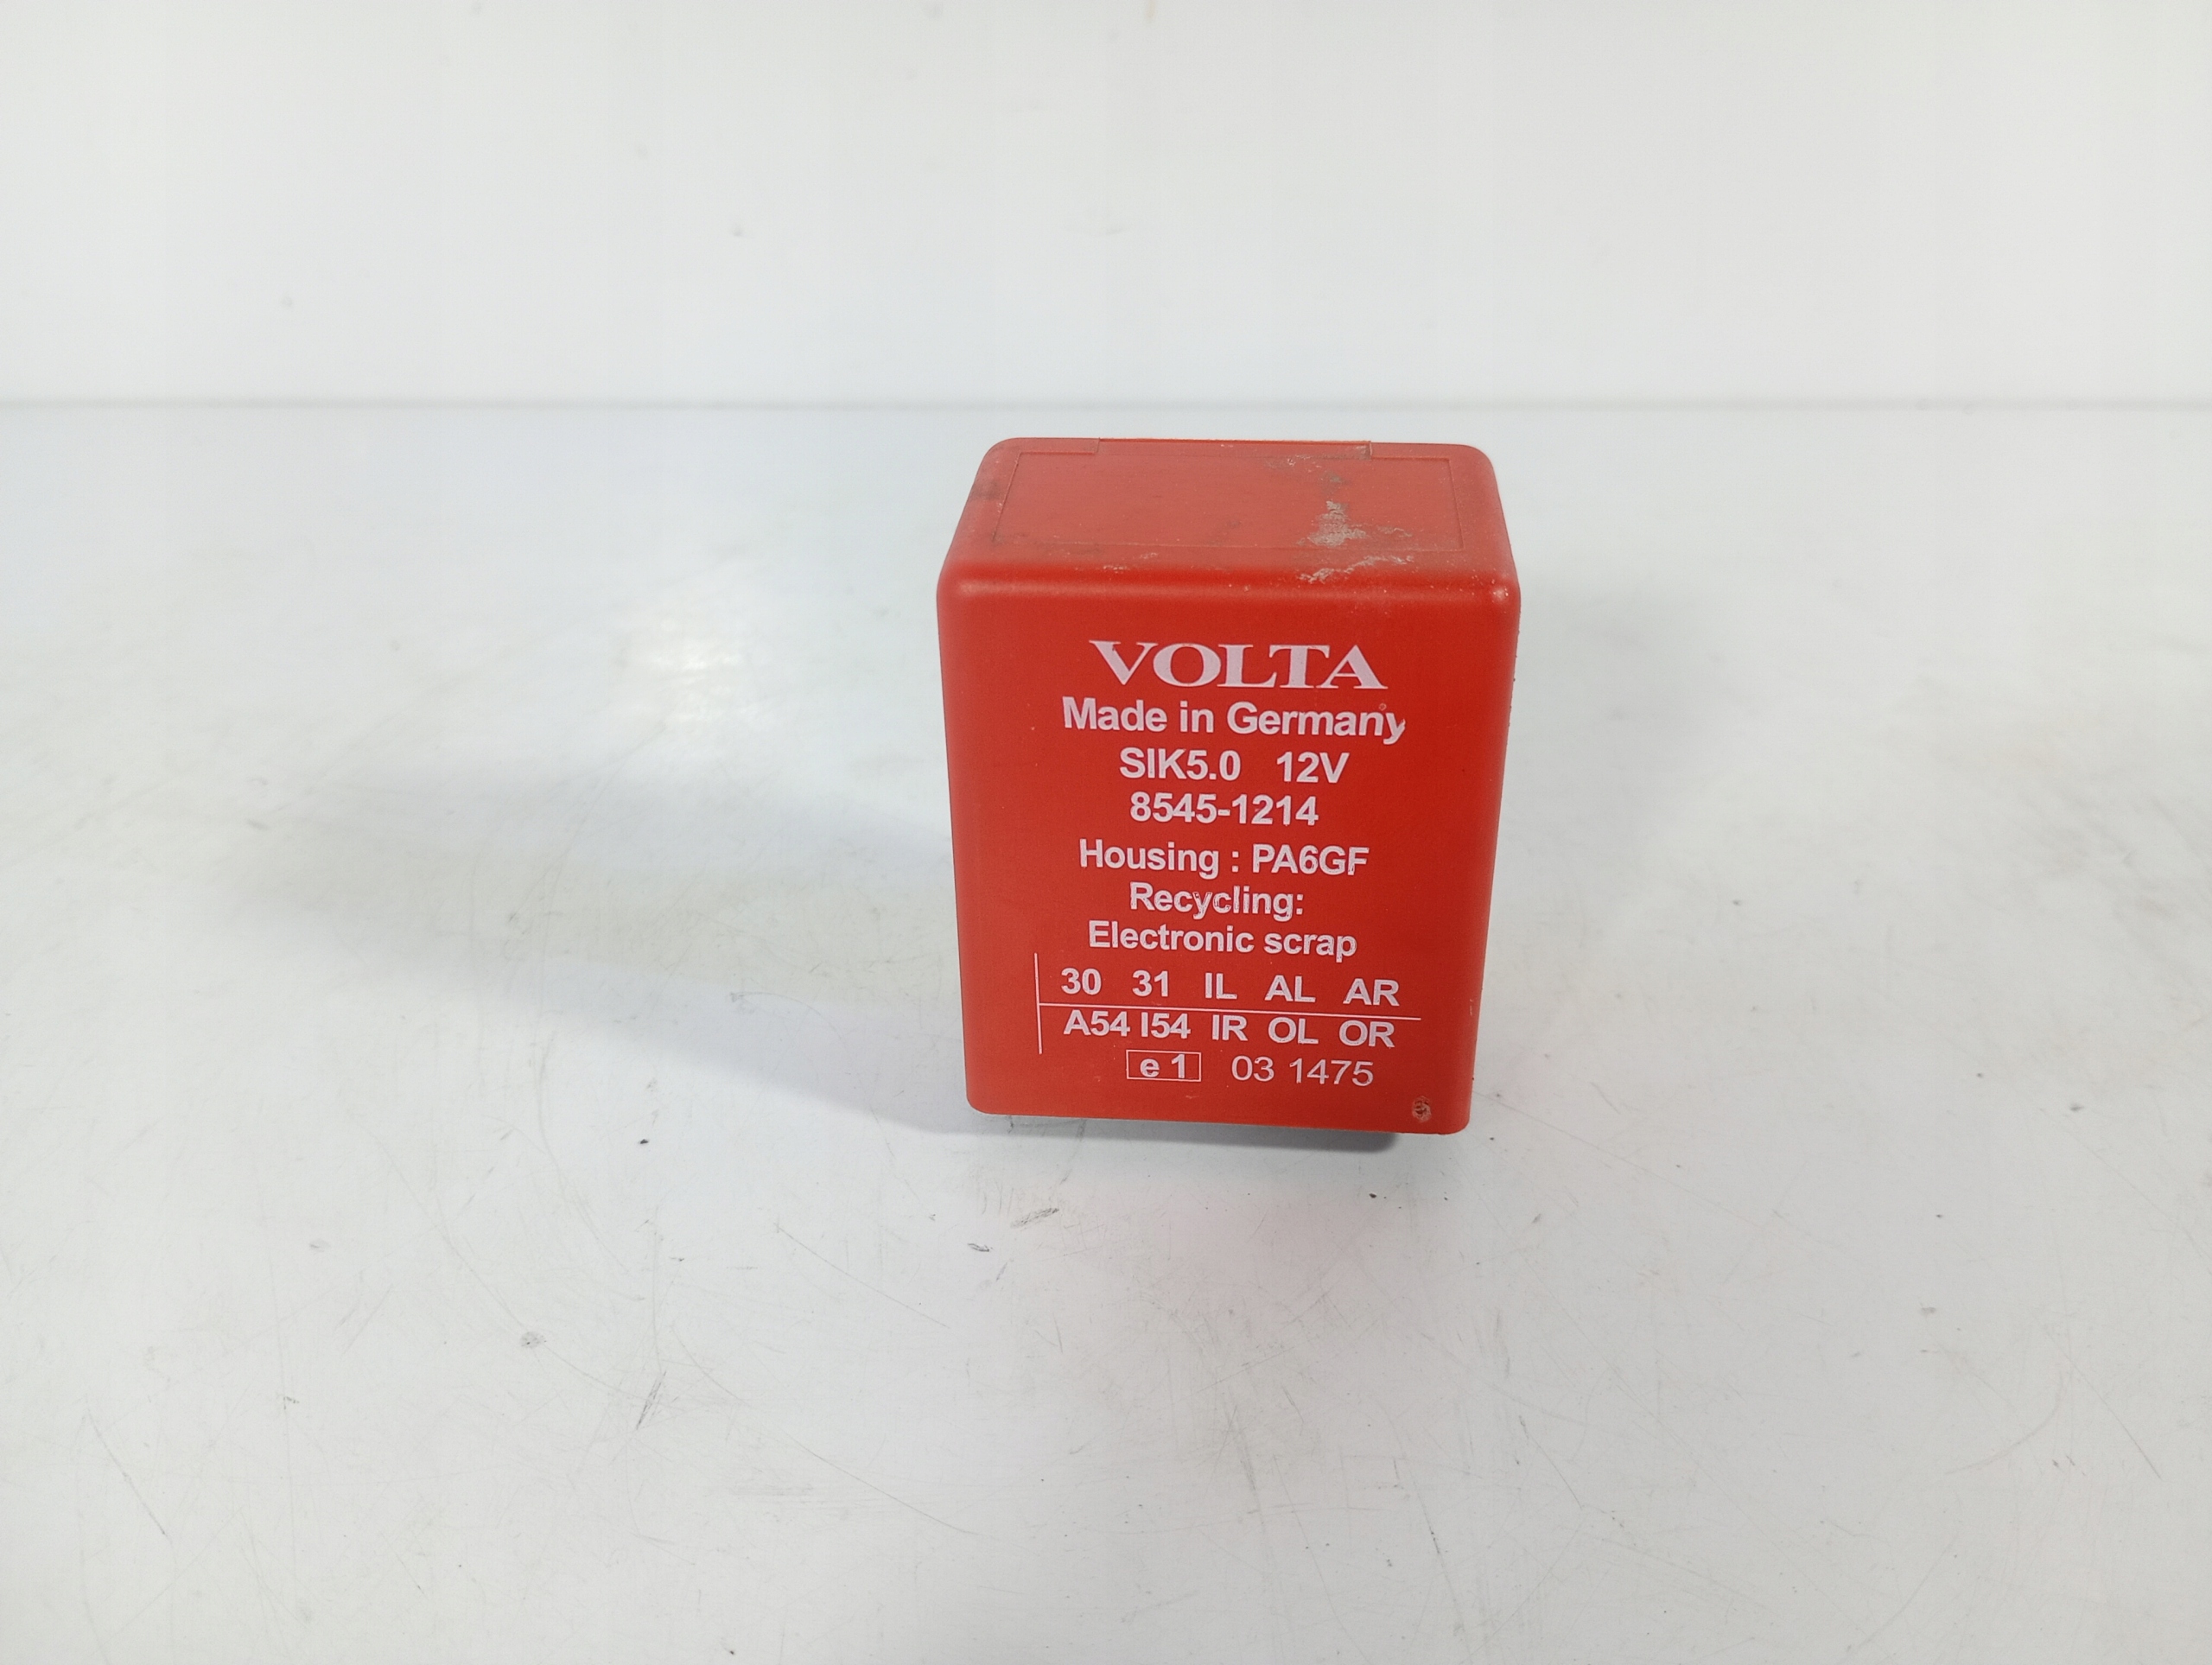 VOLTA
Made in Germany
SIK5.0 12V
8545-1214
Housing : PA6GF
Recycling:
Electronic scrap
30 31 IL AL AR
A54 I54 IR OL OR
e 1 03 1475